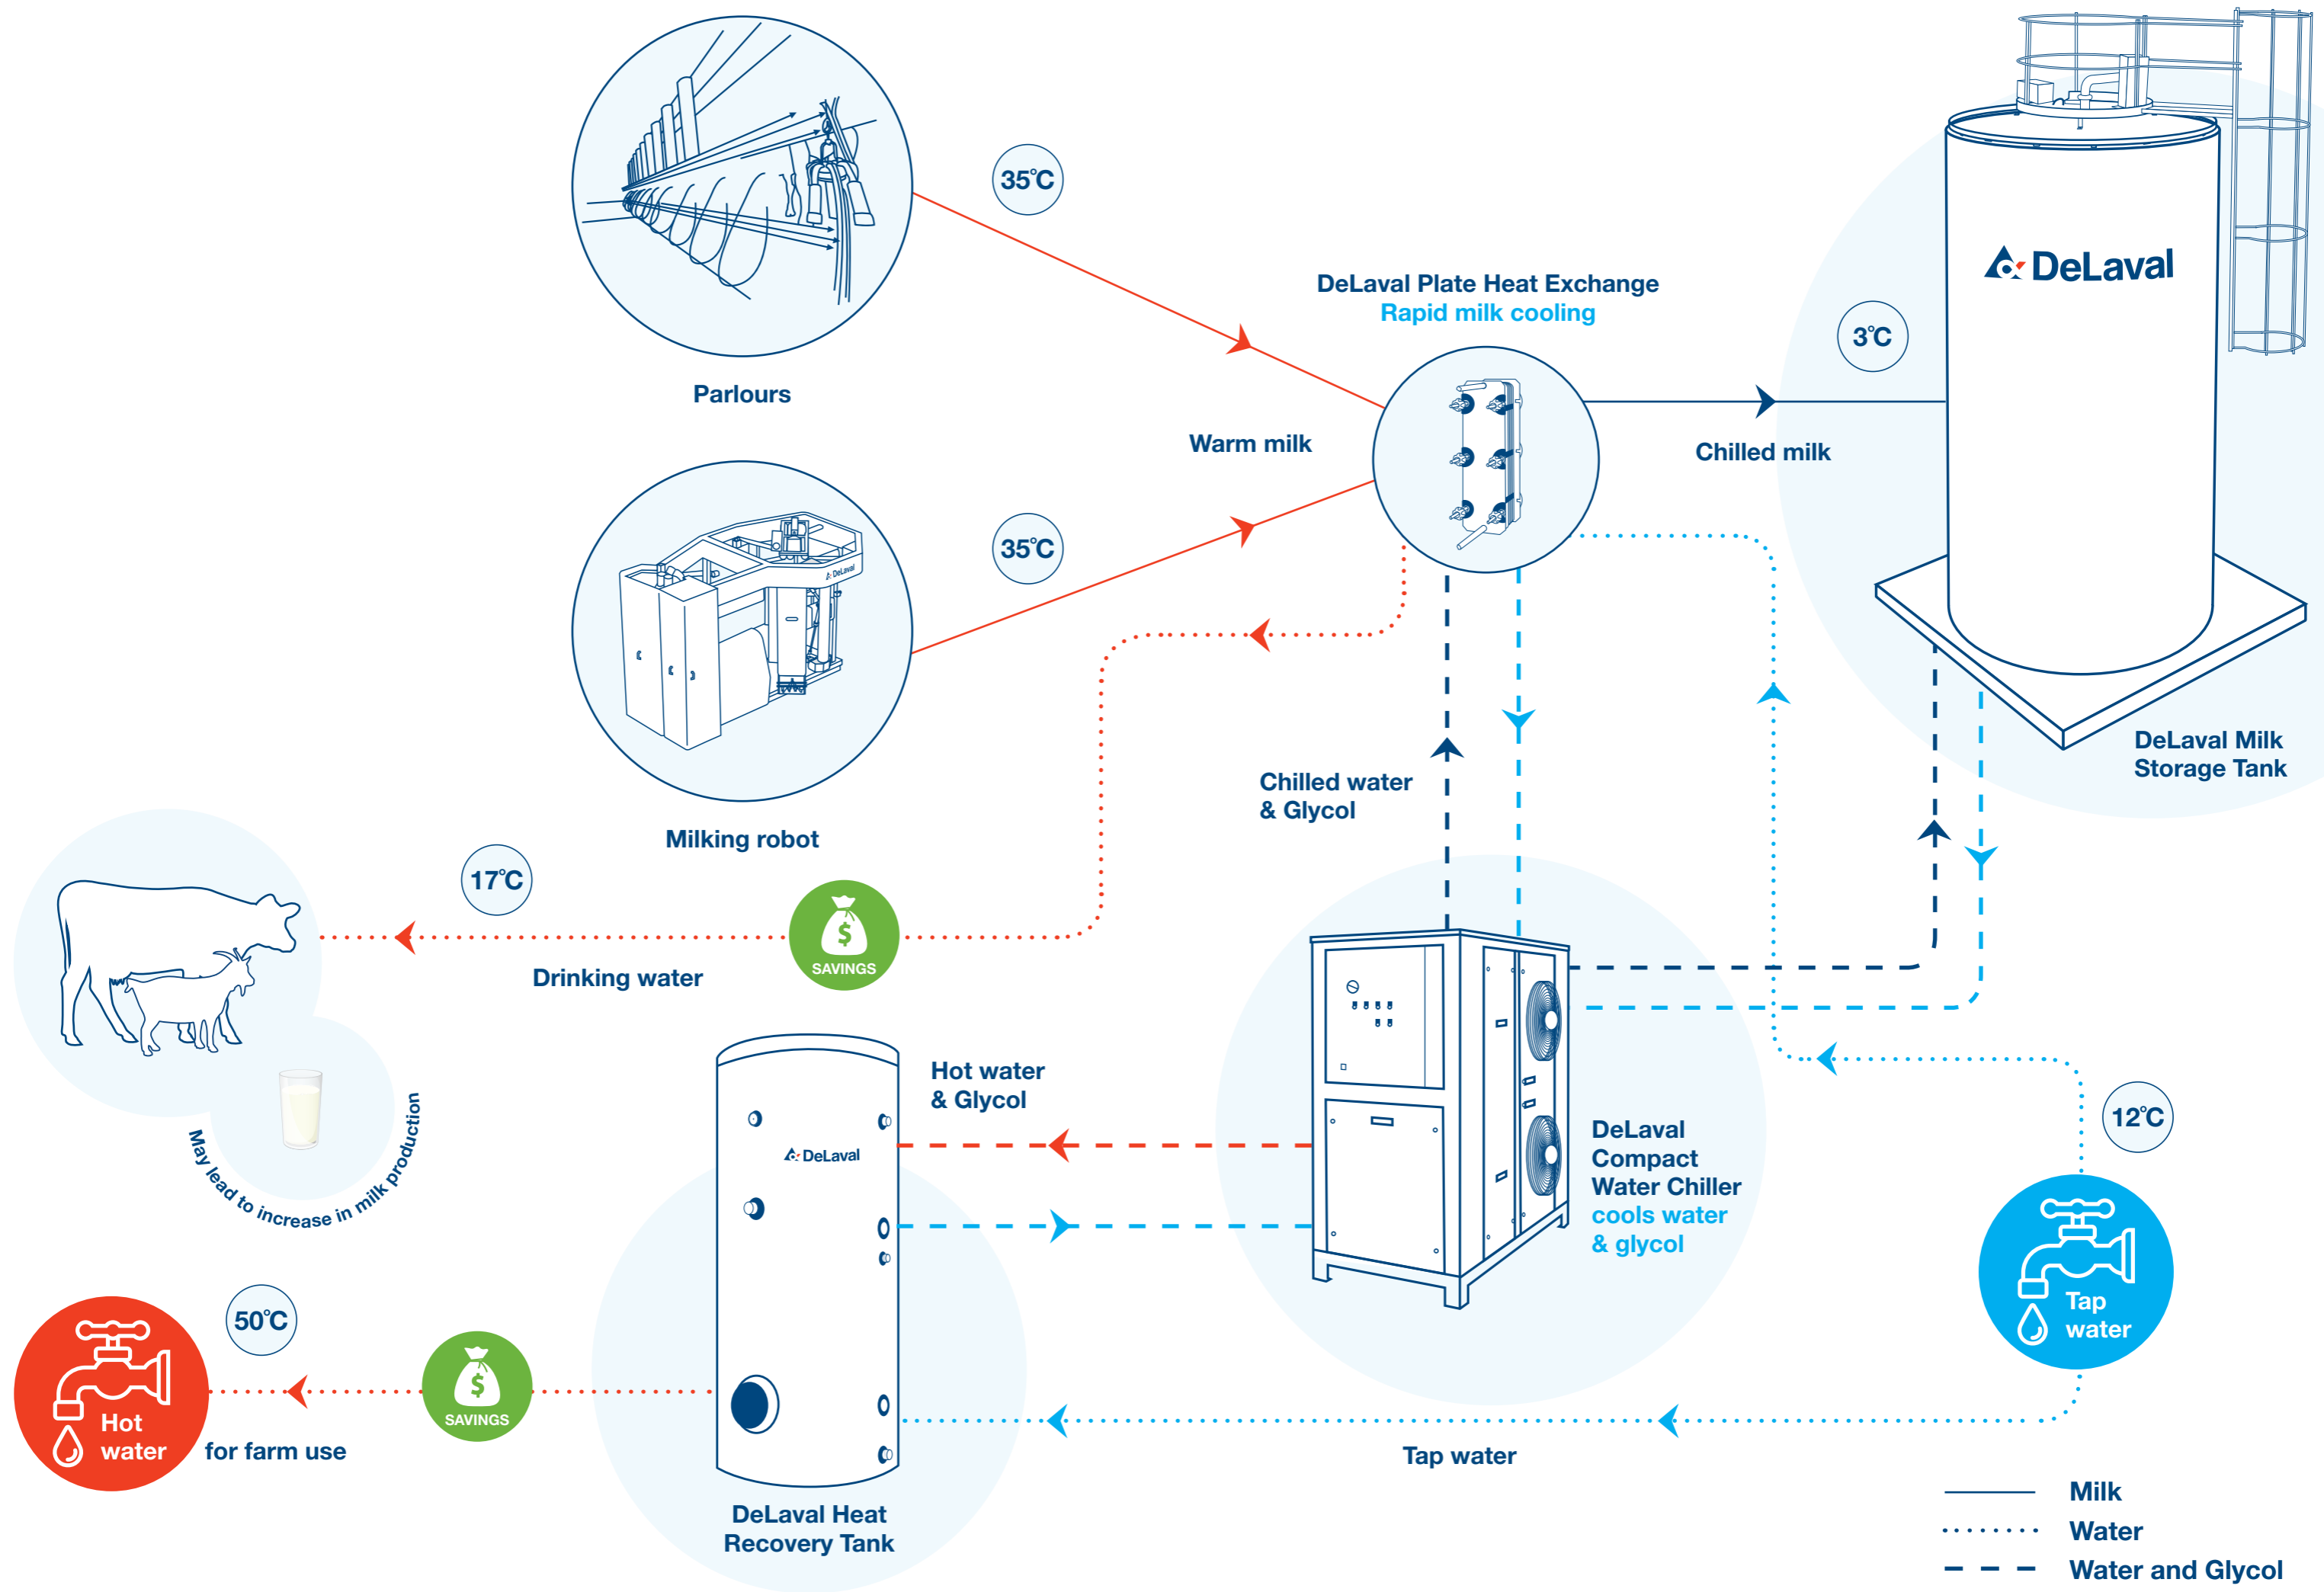 35°C
DeLaval
DeLaval Plate Heat Exchange
Rapid milk cooling
3°C
Parlours
Warm milk
Chilled milk
35°C
DeLaval
DeLaval Milk
Storage Tank
Chilled water
& Glycol
Milking robot
17°C
$
SAVINGS
Drinking water
Hot water
& Glycol
DeLaval
May lead to increase in milk production
DeLaval
Compact
Water Chiller
cools water
& glycol
12°C
Tap
water
50°C
$
SAVINGS
Hot
water
for farm use
Tap water
DeLaval Heat
Recovery Tank
Milk
Water
Water and Glycol